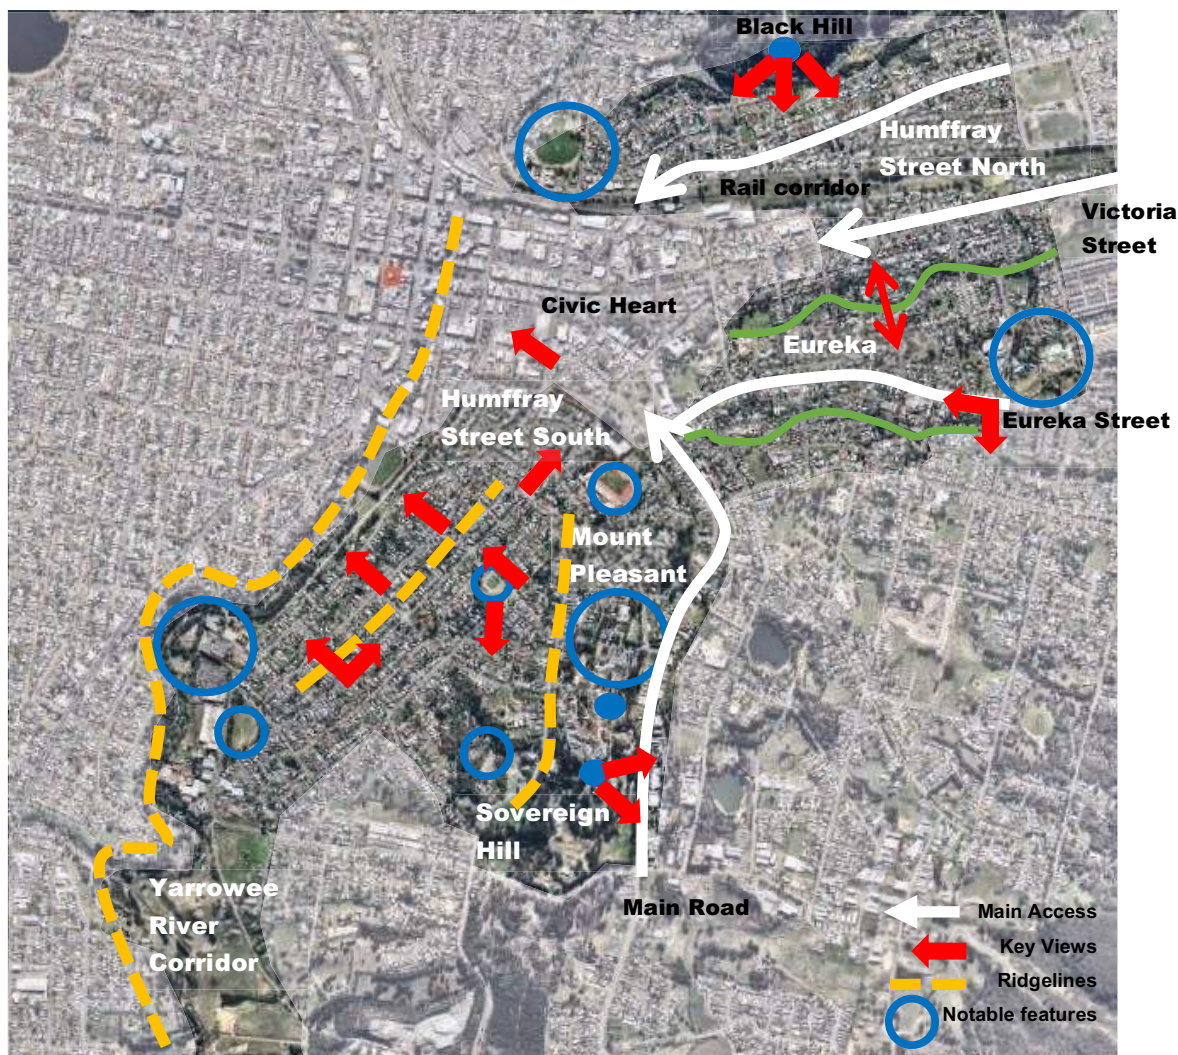 Black Hill
Humffray
Street North
Rail corridor
Victoria
Street
Civic Heart
Eureka
Humffray
Street South
Eureka Street
Mount
Pleasant
Sovereign
Hill
Yarrowee
River
Corridor
Main Road
Main Access
Key Views
Ridgelines
Notable features